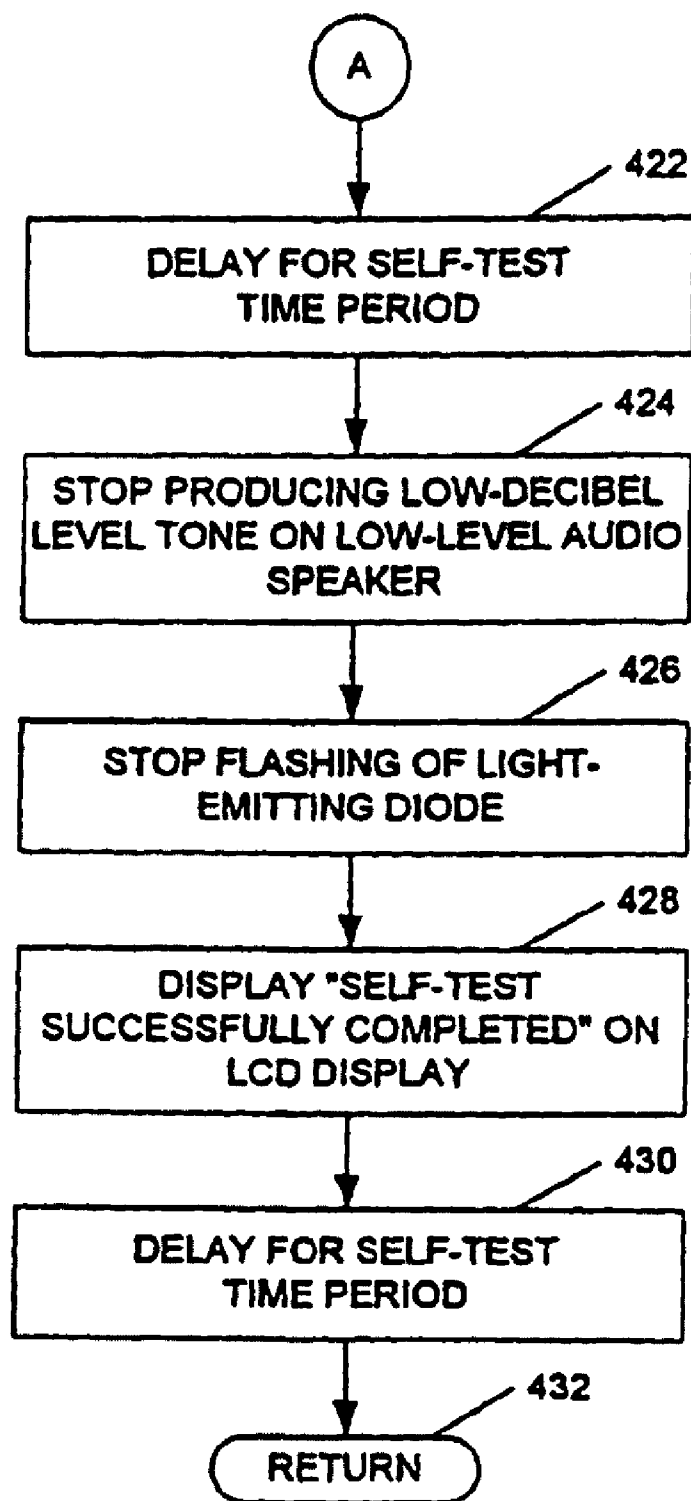 A
422
DELAY FOR SELF-TEST
TIME PERIOD
424
STOP PRODUCING LOW-DECIBEL
LEVEL TONE ON LOW-LEVEL AUDIO
SPEAKER
426
STOP FLASHING OF LIGHT-
EMITTING DIODE
428
DISPLAY "SELF-TEST
SUCCESSFULLY COMPLETED" ON
LCD DISPLAY
430
DELAY FOR SELF-TEST
TIME PERIOD
432
RETURN